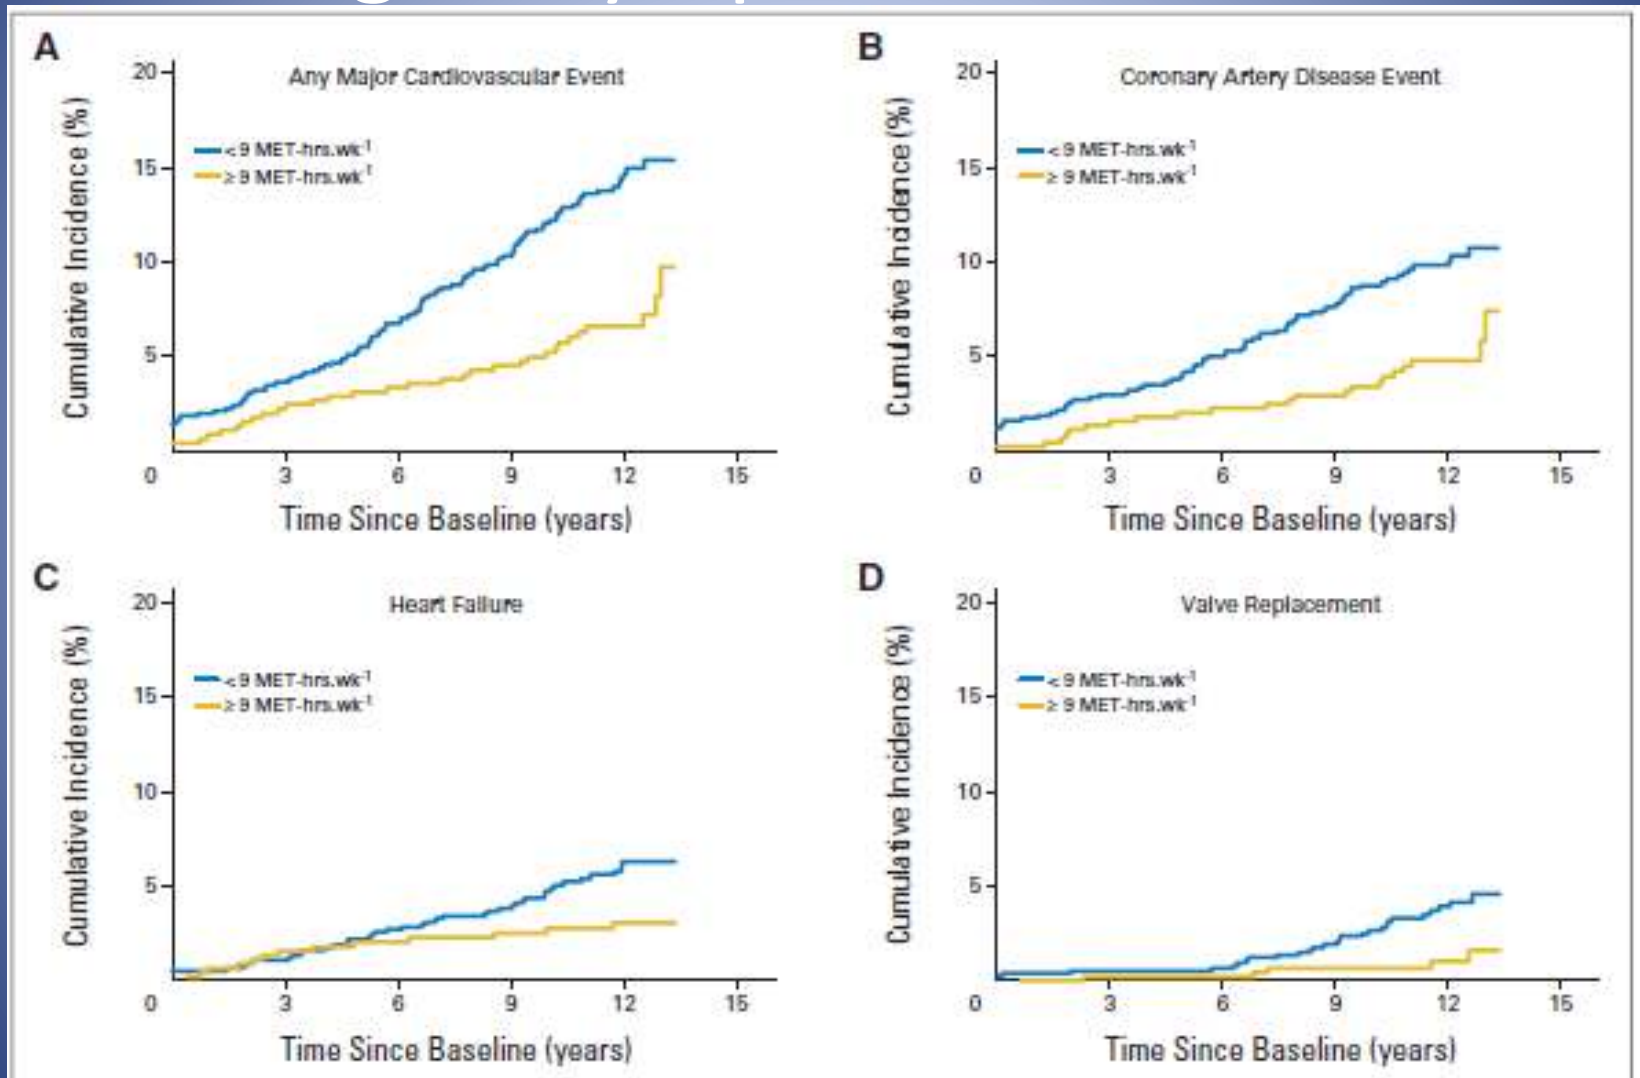 A
Any Major Cardiovascular Event
Cumulative Incidence (%)
20
15
10
5
0
< 9 MET-hrs.wk-1
≥ 9 MET-hrs.wk-1
3
6
9
12
15
Time Since Baseline (years)
B
Coronary Artery Disease Event
Cumulative Incidence (%)
20
15
10
5
0
< 9 MET-hrs.wk-1
≥ 9 MET-hrs.wk-1
3
6
9
12
15
Time Since Baseline (years)
C
Heart Failure
Cumulative Incidence (%)
20
15
10
5
0
< 9 MET-hrs.wk-1
≥ 9 MET-hrs.wk-1
3
6
9
12
15
Time Since Baseline (years)
D
Valve Replacement
Cumulative Incidence (%)
20
15
10
5
0
< 9 MET-hrs.wk-1
≥ 9 MET-hrs.wk-1
3
6
9
12
15
Time Since Baseline (years)